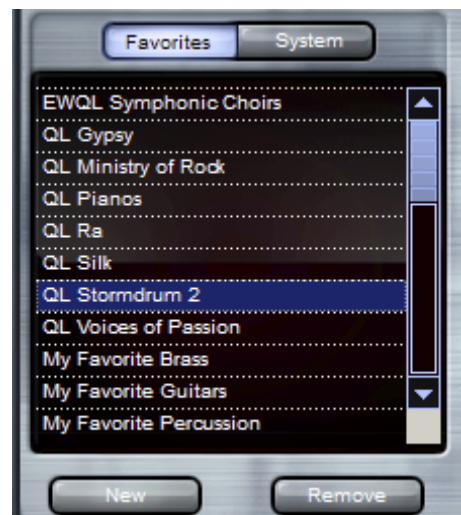 Favorites System
EWQL Symphonic Choirs
QL Gypsy
QL Ministry of Rock
QL Pianos
QL Ra
QL Silk
QL Stormdrum 2
QL Voices of Passion
My Favorite Brass
My Favorite Guitars
My Favorite Percussion
New Remove